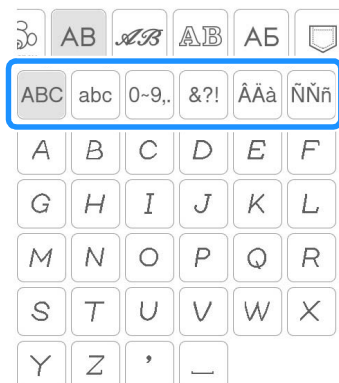 AB AB AB АБ
ABC abc 0~9,. &?! ÂÄà ÑŇñ
A B C D E F
G H I J K L
M N O P Q R
S T U V W X
Y Z ’ _